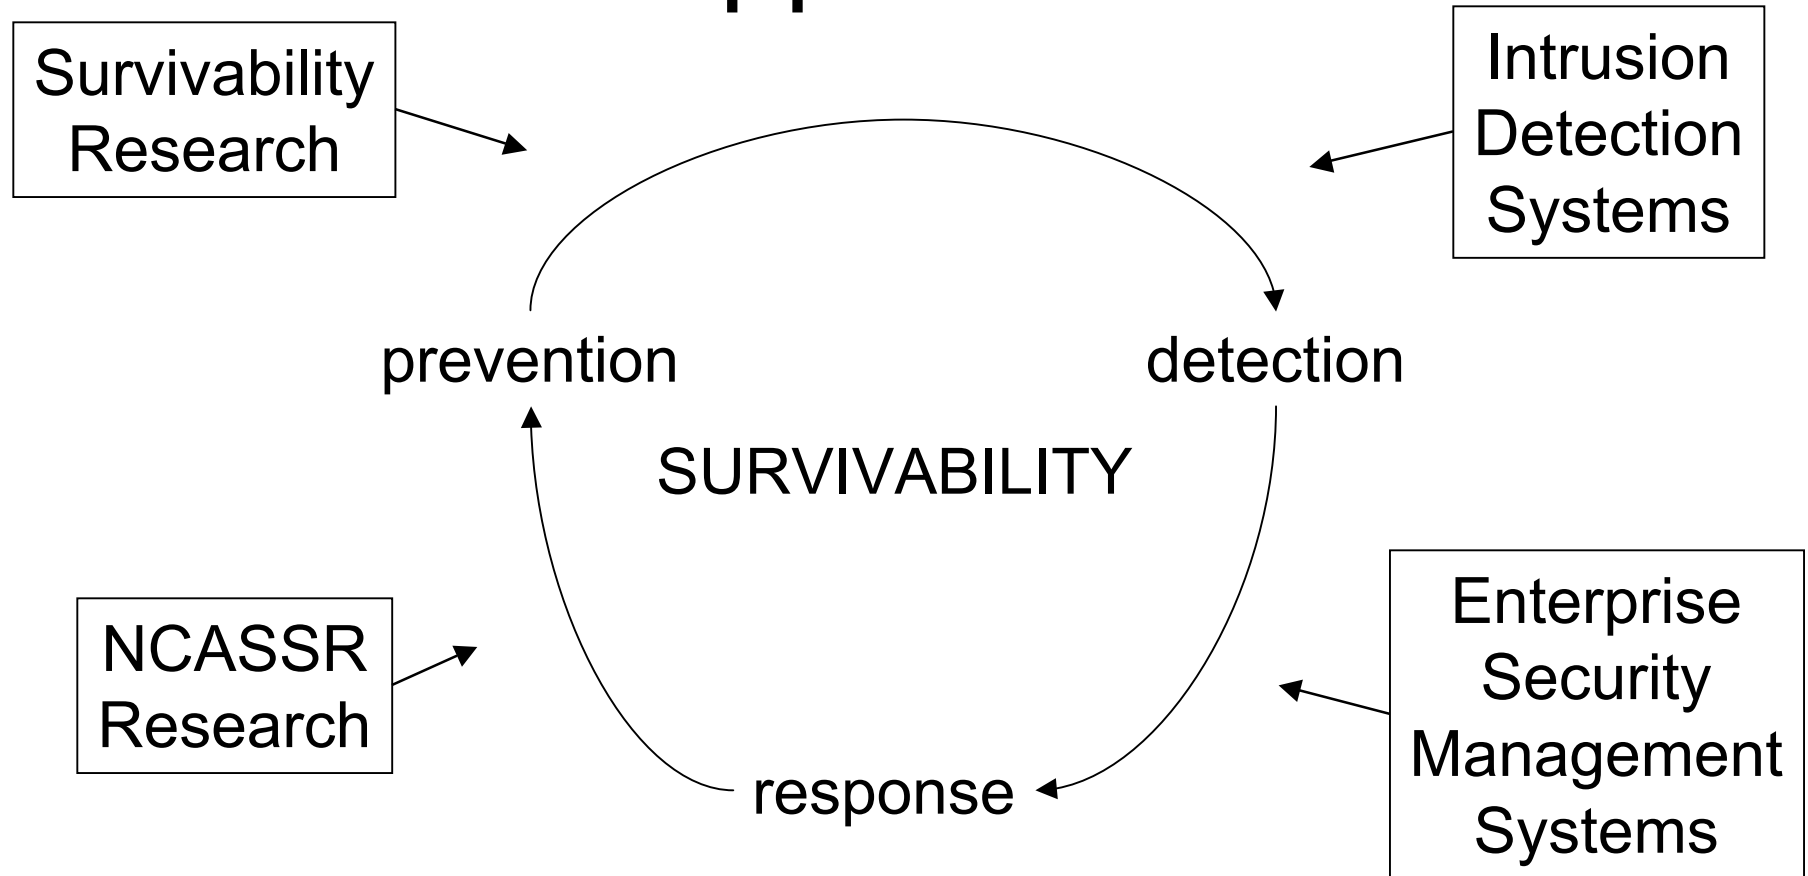 Survivability
Research
Intrusion
Detection
Systems
prevention
detection
SURVIVABILITY
NCASSR
Research
response
Enterprise
Security
Management
Systems